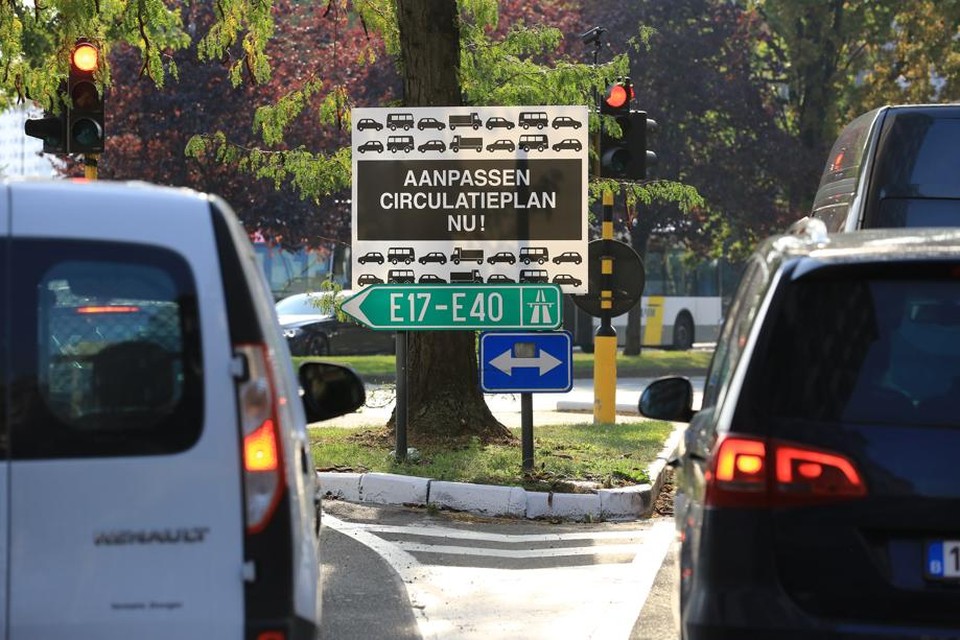 AANPASSEN
CIRCULATIEPLAN
NU!
E17-E40
RENAULT
B 1